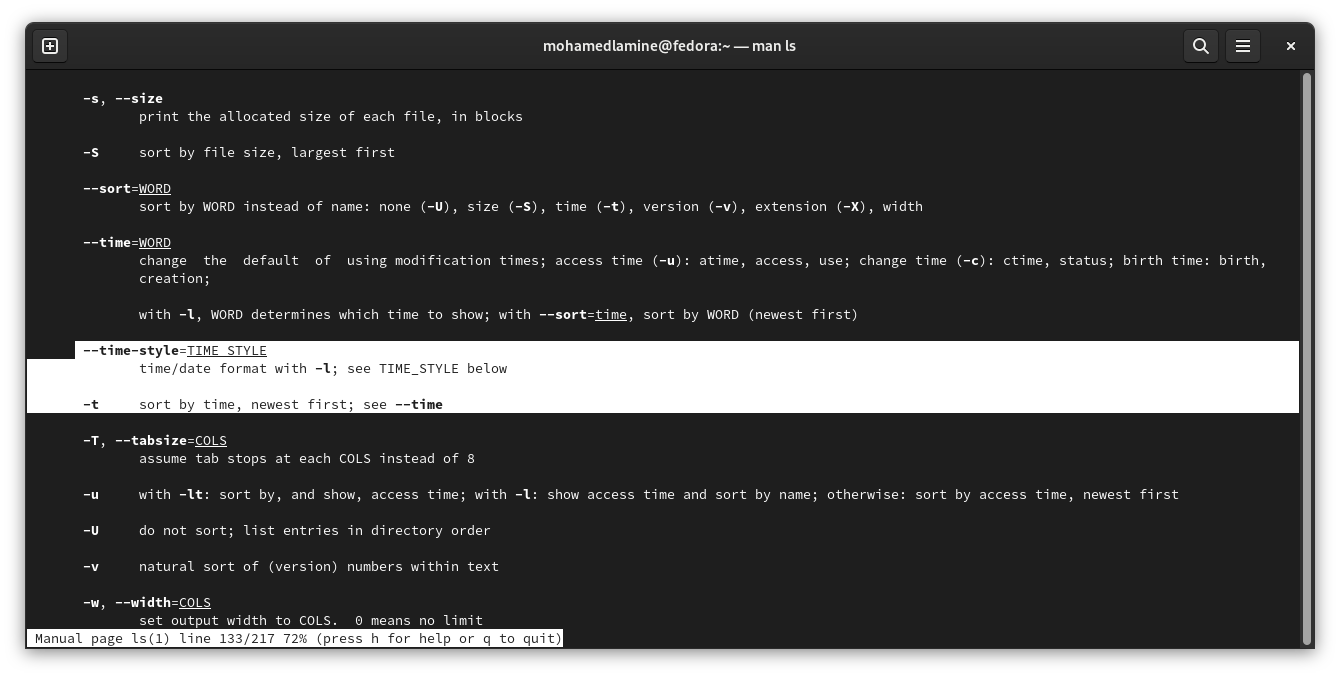 mohamedlamine@fedora:~ — man ls
-s, --size
print the allocated size of each file, in blocks
-S     sort by file size, largest first
--sort=WORD
sort by WORD instead of name: none (-U), size (-S), time (-t), version (-v), extension (-X), width
--time=WORD
change  the  default  of  using modification times; access time (-u): atime, access, use; change time (-c): ctime, status; birth time: birth,
creation;
with -l, WORD determines which time to show; with --sort=time, sort by WORD (newest first)
--time-style=TIME_STYLE
time/date format with -l; see TIME_STYLE below
-t     sort by time, newest first; see --time
-T, --tabsize=COLS
assume tab stops at each COLS instead of 8
-u     with -lt: sort by, and show, access time; with -l: show access time and sort by name; otherwise: sort by access time, newest first
-U     do not sort; list entries in directory order
-v     natural sort of (version) numbers within text
-w, --width=COLS
set output width to COLS.  0 means no limit
Manual page ls(1) line 133/217 72% (press h for help or q to quit)